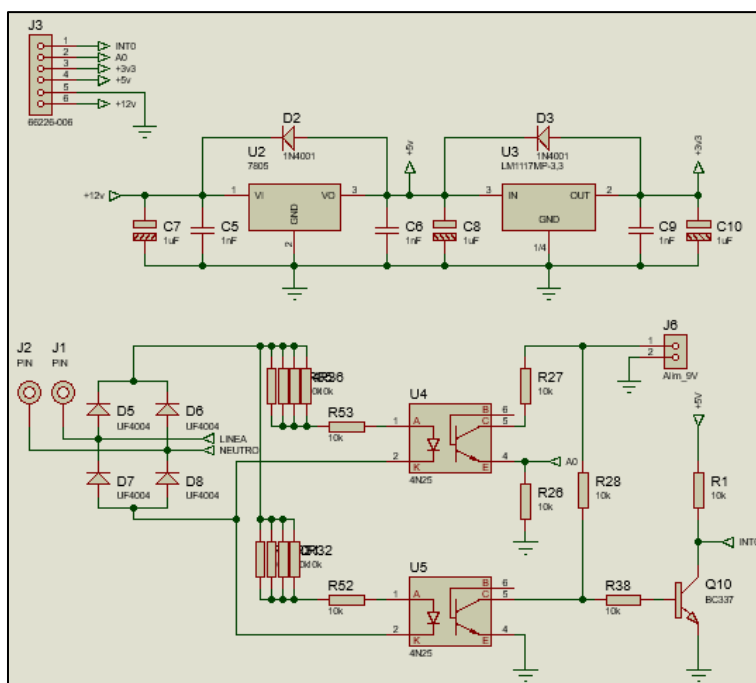 J3
1 INT0
2 A0
3 +3v3
4 +5v
5
6 +12v
66226-006
D2
1N4001
U2
7805
+12v
1 VI
VO 3
GND
2
C7
1uF
C5
1nF
C6
1nF
+5v
C8
1uF
D3
1N4001
U3
LM1117MP-3,3
3 IN
OUT 2
GND
1/4
+3v3
C9
1nF
C10
1uF
J2
PIN
J1
PIN
D5
UF4004
D6
UF4004
LINEA
NEUTRO
D7
UF4004
D8
UF4004
R53
10k
U4
1 A
2 K
B 6
C 5
E 4
4N25
R27
10k
A0
R26
10k
R28
10k
J6
1
2
Alim_9V
+5V
R1
10k
INT0
R52
10k
U5
1 A
2 K
B 6
C 5
E 4
4N25
R38
10k
Q10
BC337